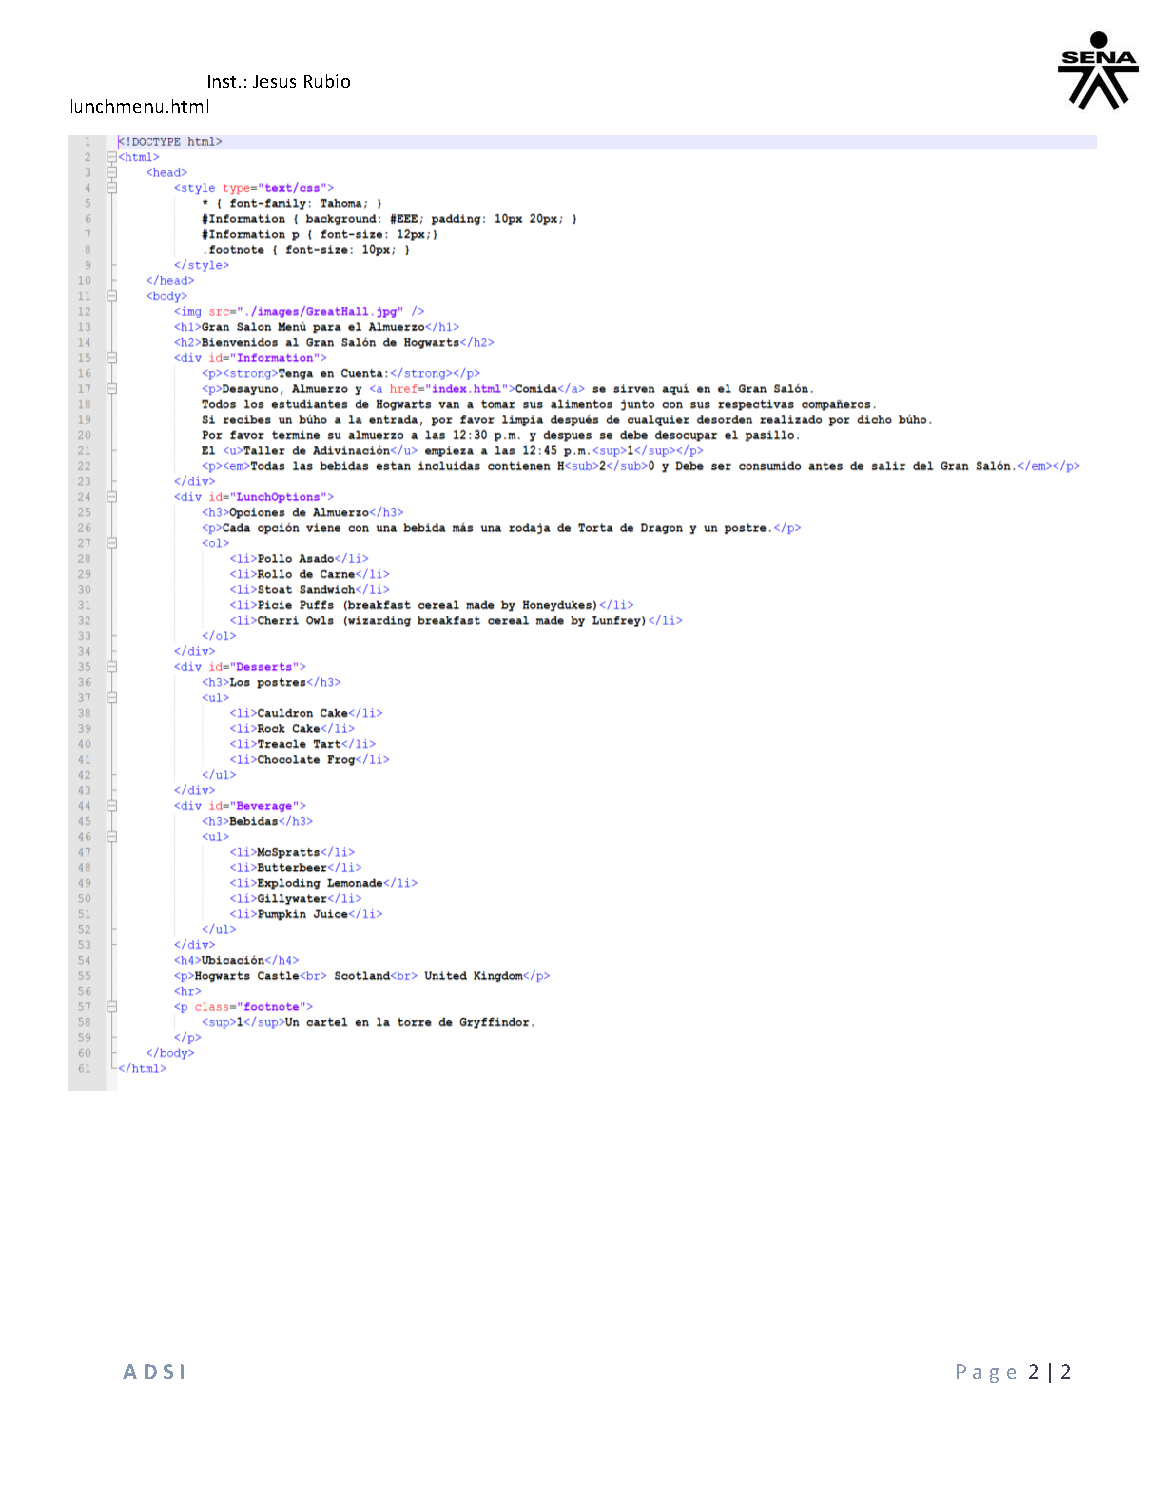 SENA
Inst.: Jesus Rubio
lunchmenu.html
1 <!DOCTYPE html>
2 <html>
3 <head>
4 <style type="text/css">
5 * { font-family: Tahoma; }
6 #Information { background: #EEE; padding: 10px 20px; }
7 #Information p { font-size: 12px;}
8 .footnote { font-size: 10px; }
9 </style>
10 </head>
11 <body>
12 <img src="./images/GreatHall.jpg" />
13 <h1>Gran Salon Menú para el Almuerzo</h1>
14 <h2>Bienvenidos al Gran Salón de Hogwarts</h2>
15 <div id="Information">
16 <p><strong>Tenga en Cuenta:</strong></p>
17 <p>Desayuno, Almuerzo y <a href="index.html">Comida</a> se sirven aquí en el Gran Salón.
18 Todos los estudiantes de Hogwarts van a tomar sus alimentos junto con sus respectivas compañeros.
19 Si recibes un búho a la entrada, por favor limpia después de cualquier desorden realizado por dicho búho.
20 Por favor termine su almuerzo a las 12:30 p.m. y despues se debe desocupar el pasillo.
21 El <u>Taller de Adivinación</u> empieza a las 12:45 p.m.<sup>1</sup></p>
22 <p><em>Todas las bebidas estan incluidas contienen H<sub>2</sub>0 y Debe ser consumido antes de salir del Gran Salón.</em></p>
23 </div>
24 <div id="LunchOptions">
25 <h3>Opciones de Almuerzo</h3>
26 <p>Cada opción viene con una bebida más una rodaja de Torta de Dragon y un postre.</p>
27 <ol>
28 <li>Pollo Asado</li>
29 <li>Rollo de Carne</li>
30 <li>Stoat Sandwich</li>
31 <li>Picie Puffs (breakfast cereal made by Honeydukes)</li>
32 <li>Cherri Owls (wizarding breakfast cereal made by Lunfrey)</li>
33 </ol>
34 </div>
35 <div id="Desserts">
36 <h3>Los postres</h3>
37 <ul>
38 <li>Cauldron Cake</li>
39 <li>Rock Cake</li>
40 <li>Treacle Tart</li>
41 <li>Chocolate Frog</li>
42 </ul>
43 </div>
44 <div id="Beverage">
45 <h3>Bebidas</h3>
46 <ul>
47 <li>McSpratts</li>
48 <li>Butterbeer</li>
49 <li>Exploding Lemonade</li>
50 <li>Gillywater</li>
51 <li>Pumpkin Juice</li>
52 </ul>
53 </div>
54 <h4>Ubicación</h4>
55 <p>Hogwarts Castle<br> Scotland<br> United Kingdom</p>
56 <hr>
57 <p class="footnote">
58 <sup>1</sup>Un cartel en la torre de Gryffindor.
59 </p>
60 </body>
61 </html>
ADSI
Page 2 | 2